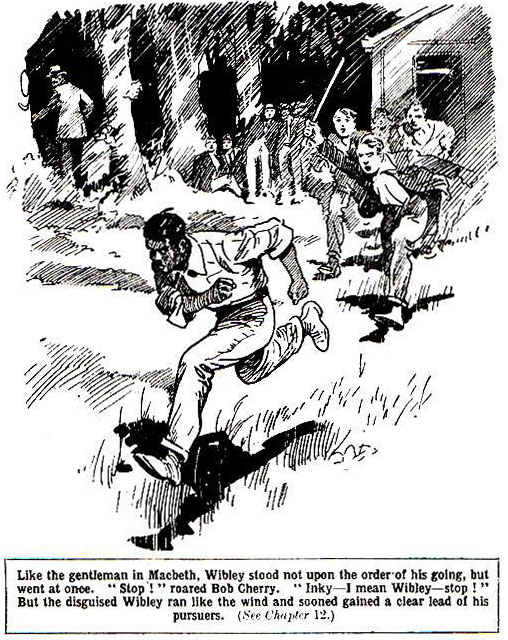 Like the gentleman in Macbeth, Wibley stood not upon the order of his going, but
went at once. "Stop !" roared Bob Cherry. "Inky—I mean Wibley—stop !"
But the disguised Wibley ran like the wind and sooned gained a clear lead of his
pursuers. (See Chapter 12.)